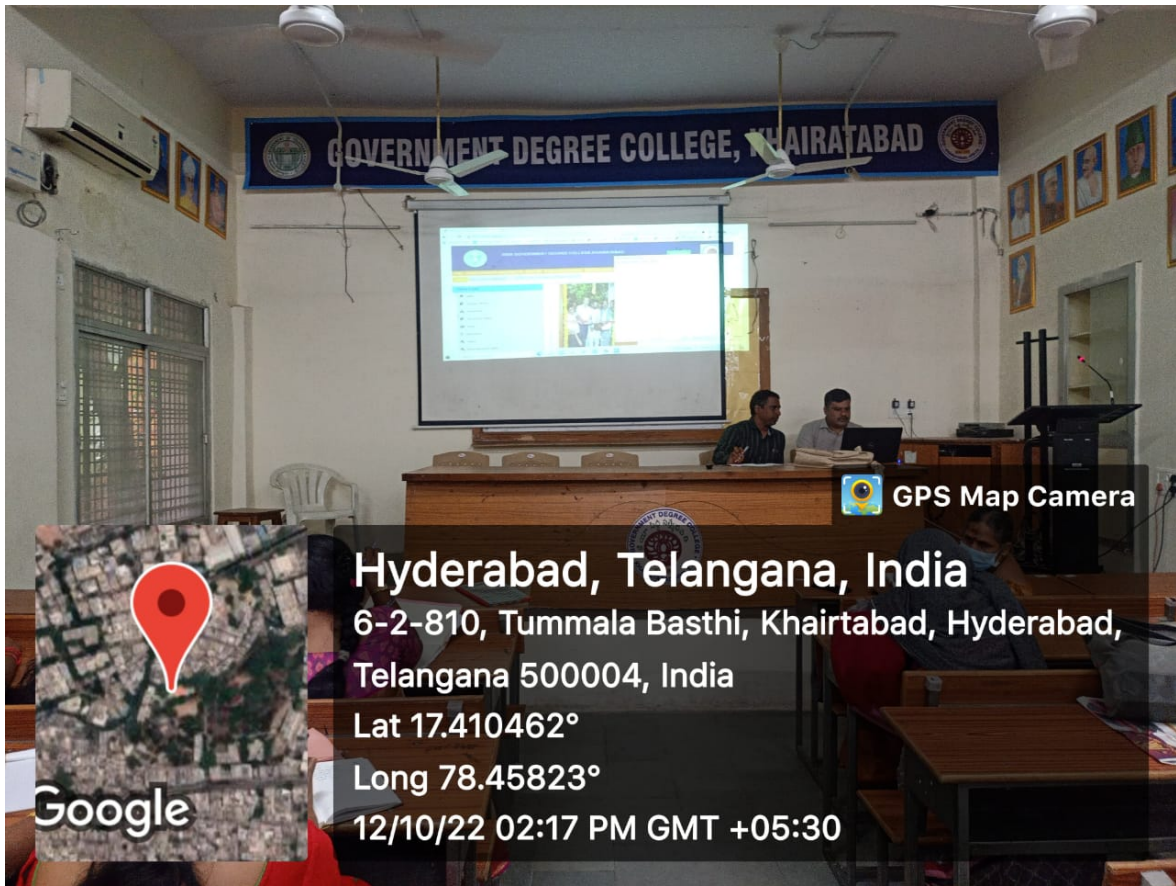 GOVERNMENT DEGREE COLLEGE, KHAIRATABAD
GPS Map Camera
Hyderabad, Telangana, India
6-2-810, Tummala Basthi, Khairtabad, Hyderabad,
Telangana 500004, India
Lat 17.410462°
Long 78.45823°
12/10/22 02:17 PM GMT +05:30
Google